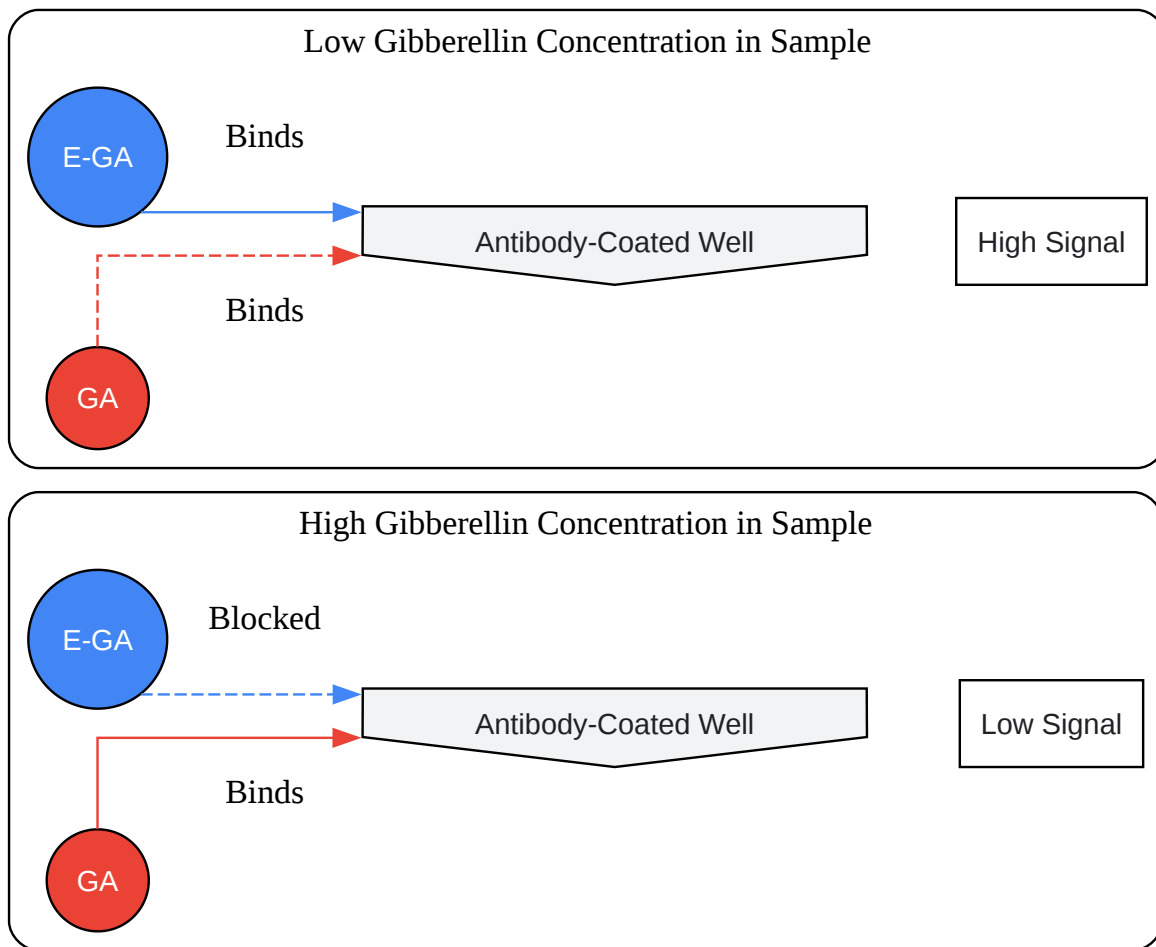 Low Gibberellin Concentration in Sample
E-GA
Binds
Antibody-Coated Well
High Signal
Binds
GA
High Gibberellin Concentration in Sample
E-GA
Blocked
Antibody-Coated Well
Low Signal
Binds
GA